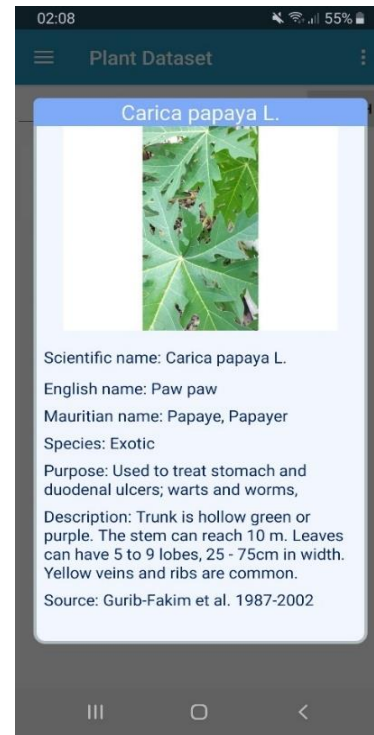 02:08
55%
Plant Dataset
Carica papaya L.
Scientific name: Carica papaya L.
English name: Paw paw
Mauritian name: Papaye, Papayer
Species: Exotic
Purpose: Used to treat stomach and
duodenal ulcers; warts and worms,
Description: Trunk is hollow green or
purple. The stem can reach 10 m. Leaves
can have 5 to 9 lobes, 25 - 75cm in width.
Yellow veins and ribs are common.
Source: Gurib-Fakim et al. 1987-2002